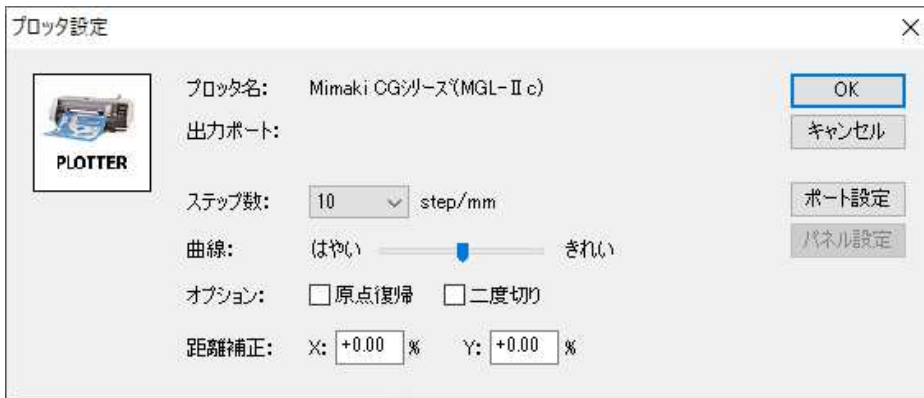 プロッタ設定
プロッタ名: Mimaki CGシリーズ(MGL-Ⅱc)
OK
出力ポート:
キャンセル
PLOTTER
ステップ数: 10 step/mm
ポート設定
曲線: はやい きれい
パネル設定
オプション: 原点復帰 二度切り
距離補正: X: +0.00 % Y: +0.00 %